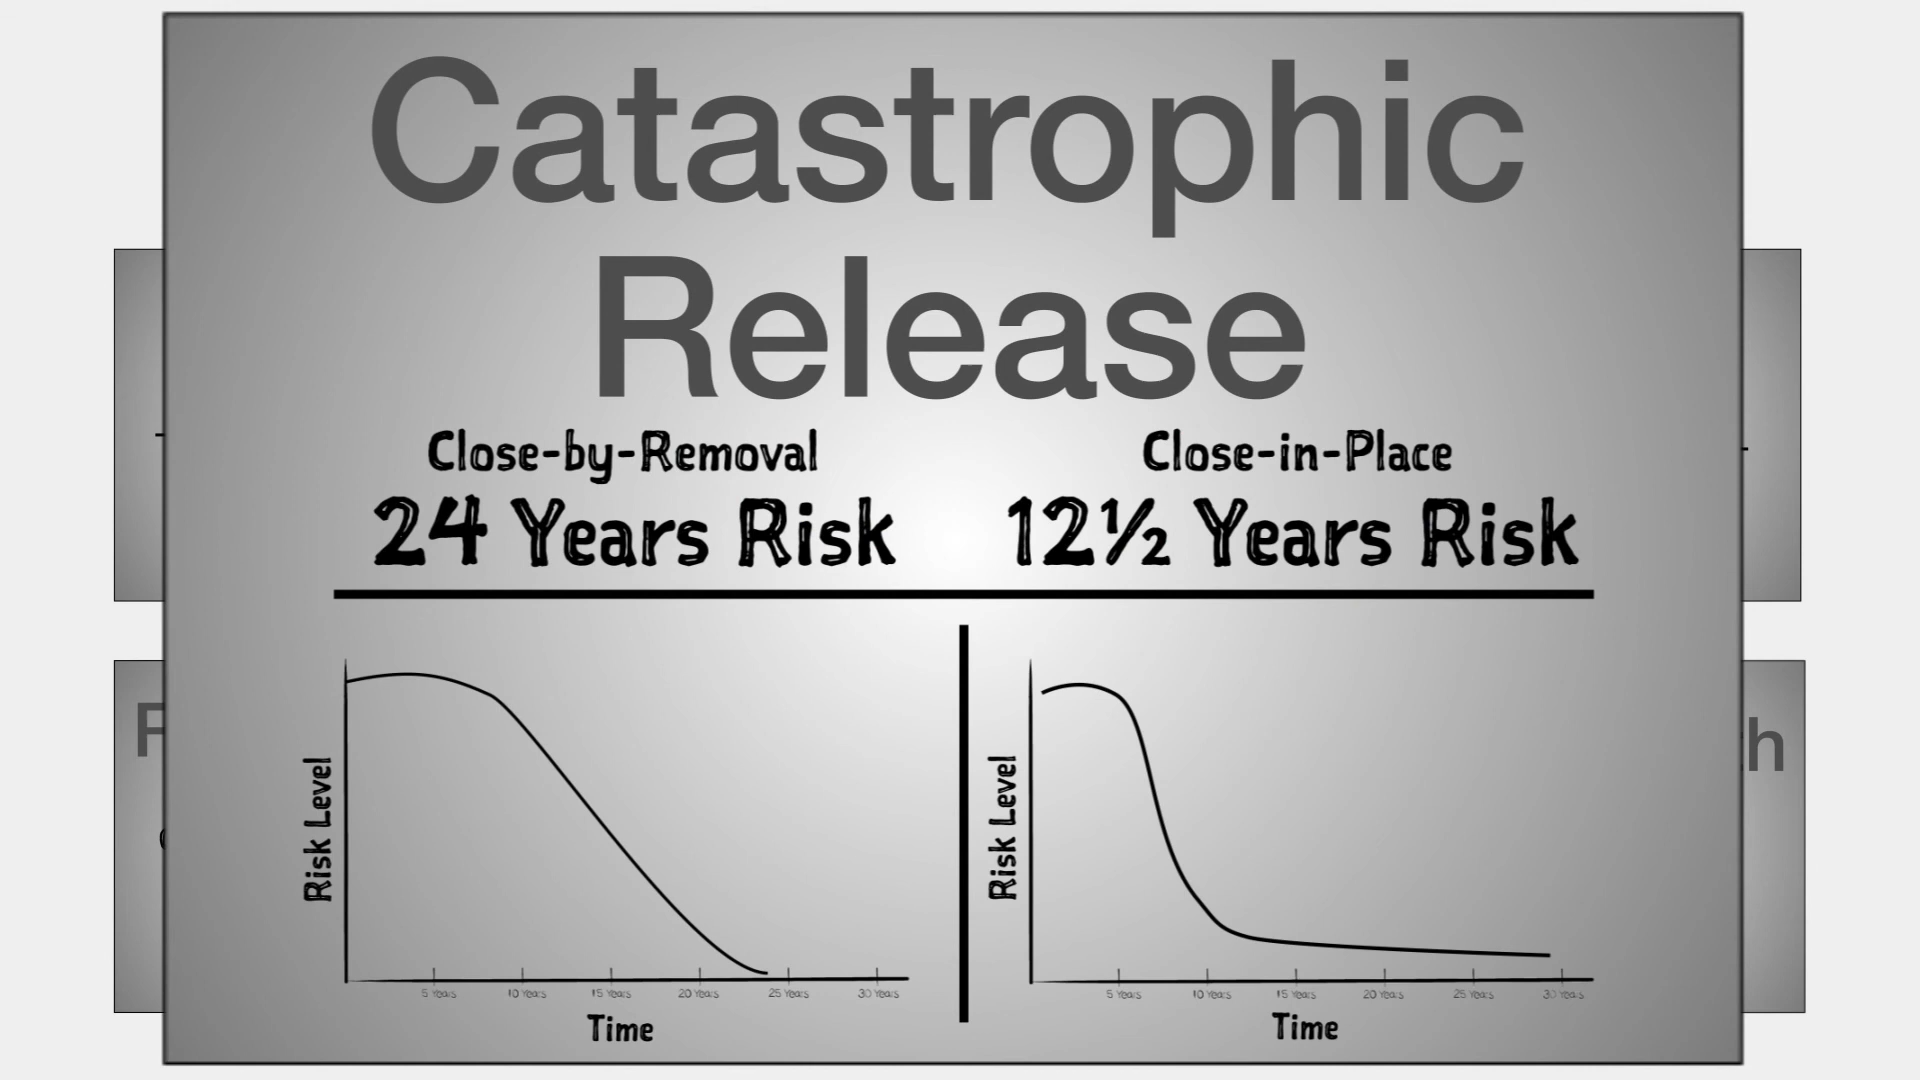 Catastrophic
Release
Close-by-Removal
24 Years Risk
Close-in-Place
12½ Years Risk
Risk Level
5 Years
10 Years
15 Years
20 Years
25 Years
30 Years
Time
Risk Level
5 Years
10 Years
15 Years
20 Years
25 Years
30 Years
Time